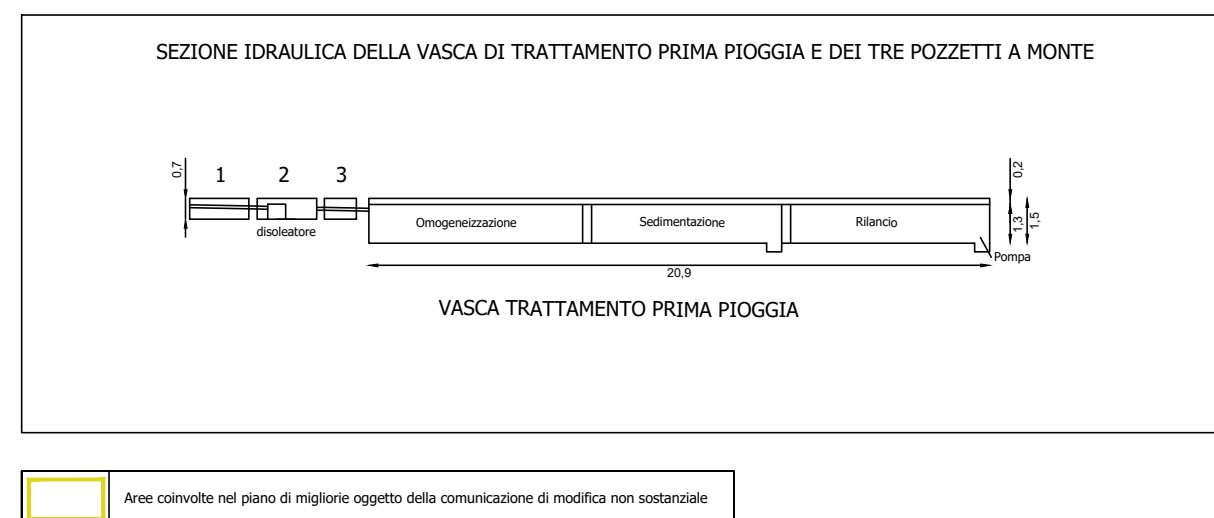 SEZIONE IDRAULICA DELLA VASCA DI TRATTAMENTO PRIMA PIOGGIA E DEI TRE POZZETTI A MONTE
0,7
1
2
3
0,2
disoleatore
Omogeneizzazione
Sedimentazione
Rilancio
1,3
1,5
Pompa
20,9
VASCA TRATTAMENTO PRIMA PIOGGIA
Aree coinvolte nel piano di migliorie oggetto della comunicazione di modifica non sostanziale